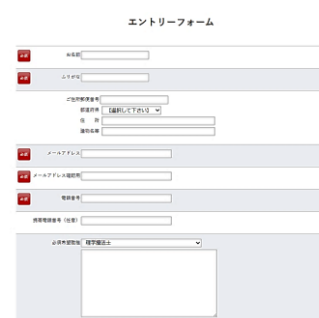 エントリーフォーム
必須 お名前
必須 ふりがな
ご住所郵便番号
都道府県 【選択して下さい】
住 所
建物名等
必須 メールアドレス
必須 メールアドレス確認用
必須 電話番号
携帯電話番号（任意）
必須希望職種 理学療法士